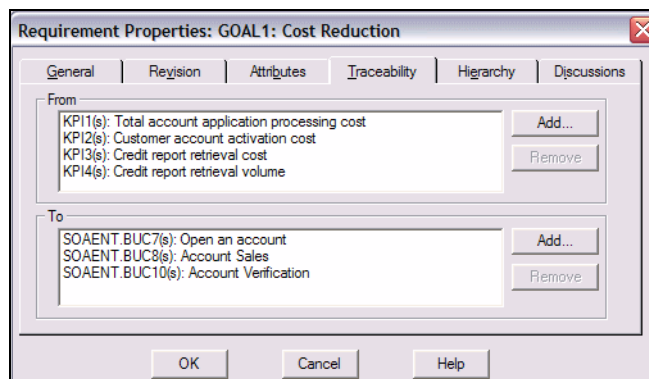 Requirement Properties: GOAL1: Cost Reduction
General Revision Attributes Traceability Hierarchy Discussions
From
KPI1(s): Total account application processing cost
KPI2(s): Customer account activation cost
KPI3(s): Credit report retrieval cost
KPI4(s): Credit report retrieval volume
Add...
Remove
To
SOAENT.BUC7(s): Open an account
SOAENT.BUC8(s): Account Sales
SOAENT.BUC10(s): Account Verification
Add...
Remove
OK Cancel Help